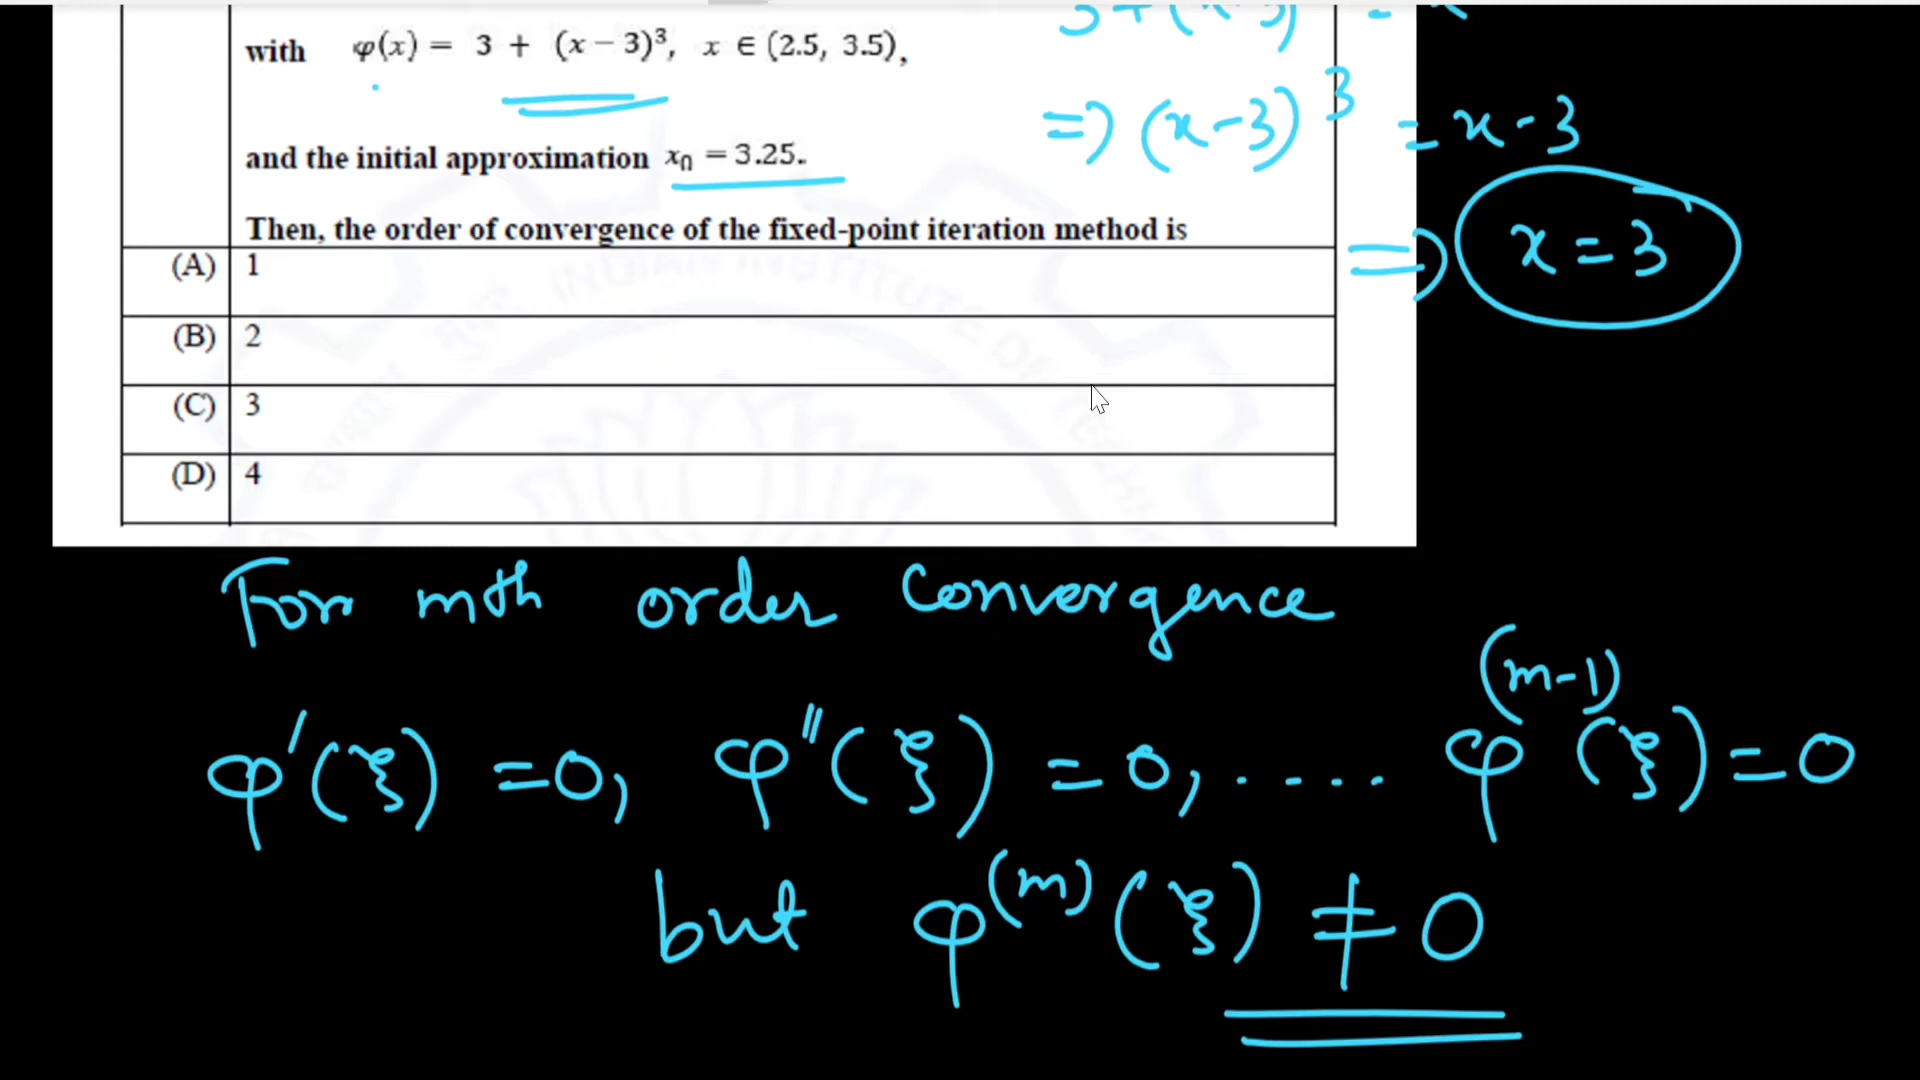 with φ(x) = 3 + (x − 3)³, x ∈ (2.5, 3.5),
=> (x-3)³ = x-3
and the initial approximation x₀ = 3.25.
=> x = 3
Then, the order of convergence of the fixed-point iteration method is
(A) 1
(B) 2
(C) 3
(D) 4
For mth order Convergence
φ'(ξ) = 0, φ''(ξ) = 0, ..... φ⁽ᵐ⁻¹⁾(ξ) = 0
but φ⁽ᵐ⁾(ξ) ≠ 0